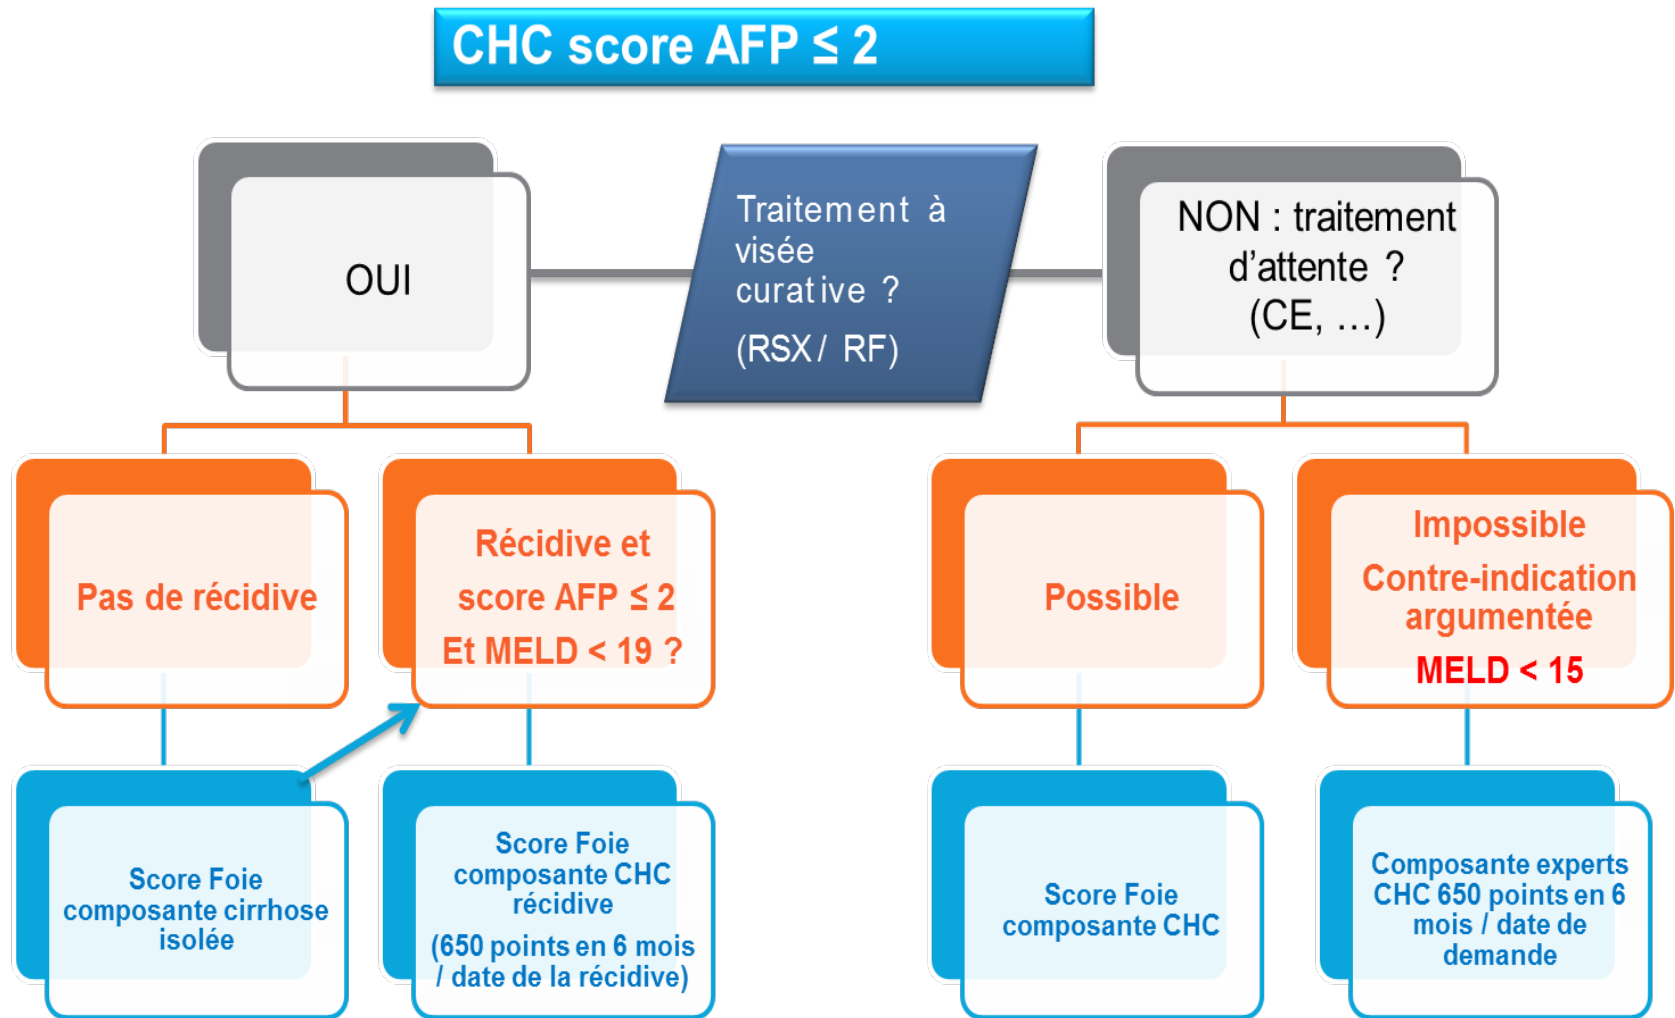 CHC score AFP ≤ 2
OUI
Traitement à
visée
curative ?
(RSX / RF)
NON : traitement
d'attente ?
(CE, …)
Pas de récidive
Récidive et
score AFP ≤ 2
Et MELD < 19 ?
Possible
Impossible
Contre-indication
argumentée
MELD < 15
Score Foie
composante cirrhose
isolée
Score Foie
composante CHC
récidive
(650 points en 6 mois
/ date de la récidive)
Score Foie
composante CHC
Composante experts
CHC 650 points en 6
mois / date de
demande